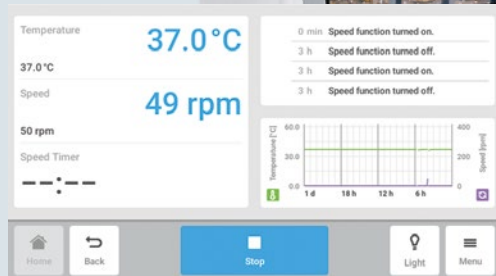 Temperature
37.0°C
37.0°C
Speed
49 rpm
50 rpm
Speed Timer
--:--
0 min Speed function turned on.
3 h Speed function turned off.
3 h Speed function turned on.
3 h Speed function turned off.
Temperature [°C]
60.0
30.0
0.0
1 d 18 h 12 h 6 h
400
200
0
Speed [rpm]
Home
Back
Stop
Light
Menu